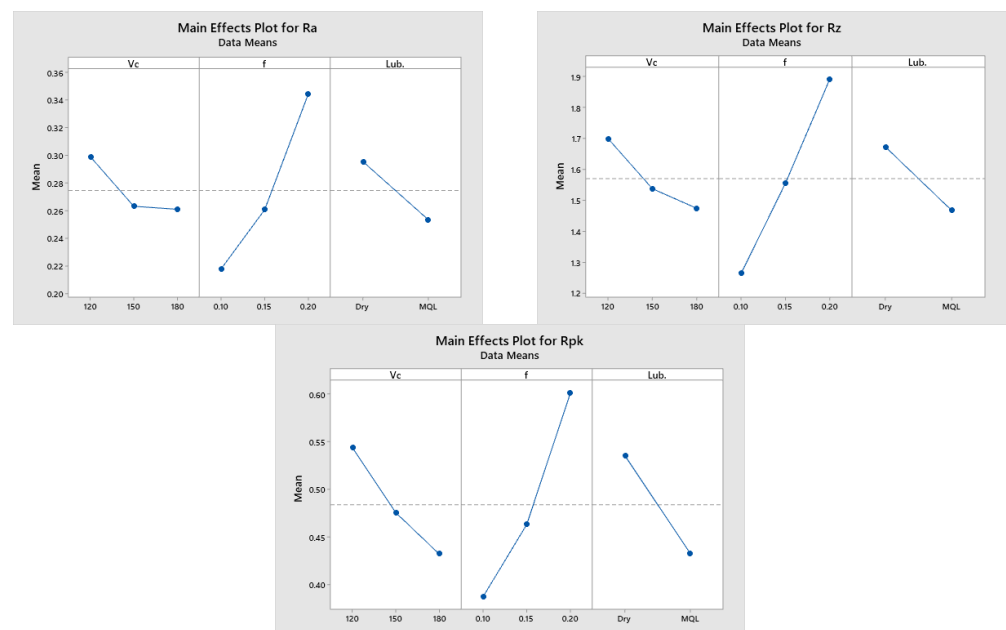 Main Effects Plot for Ra
Data Means
Vc f Lub.
0.36
0.34
0.32
0.30
0.28
0.26
0.24
0.22
0.20
Mean
120 150 180 0.10 0.15 0.20 Dry MQL
Main Effects Plot for Rz
Data Means
Vc f Lub.
1.9
1.8
1.7
1.6
1.5
1.4
1.3
1.2
Mean
120 150 180 0.10 0.15 0.20 Dry MQL
Main Effects Plot for Rpk
Data Means
Vc f Lub.
0.60
0.55
0.50
0.45
0.40
Mean
120 150 180 0.10 0.15 0.20 Dry MQL